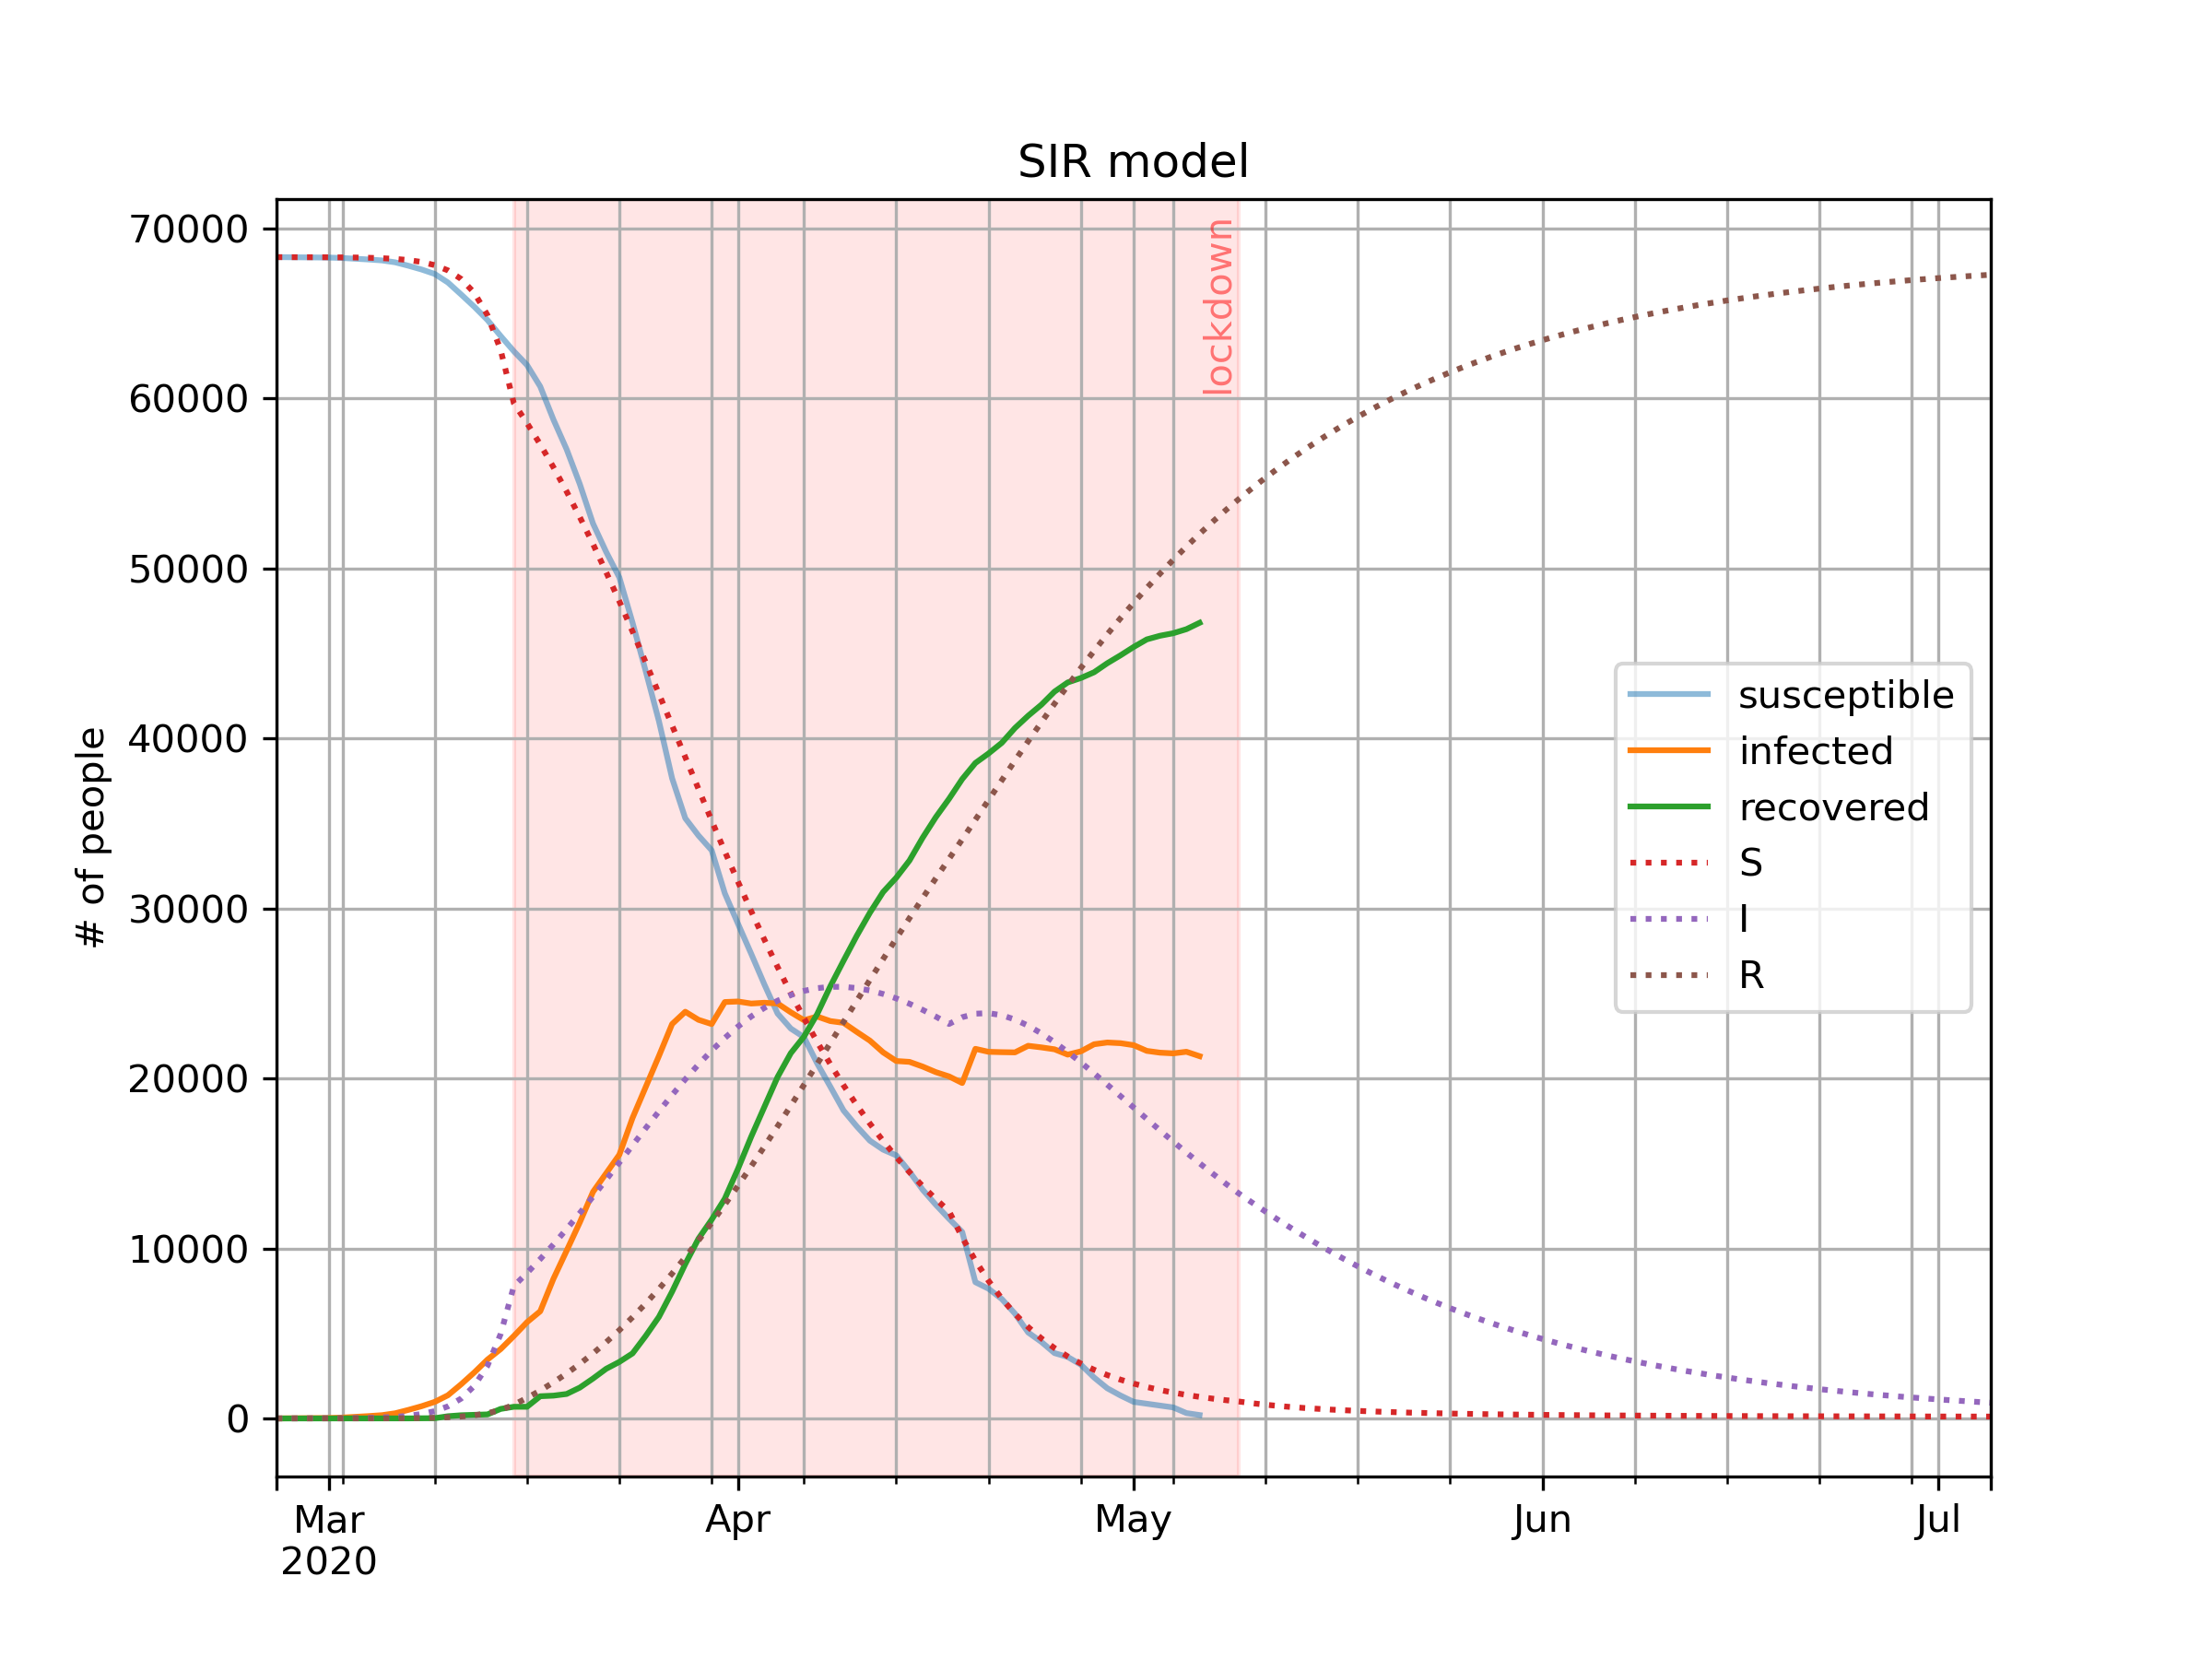 SIR model
70000
60000
50000
40000
30000
20000
10000
0
# of people
lockdown
susceptible
infected
recovered
S
I
R
Mar
2020
Apr
May
Jun
Jul